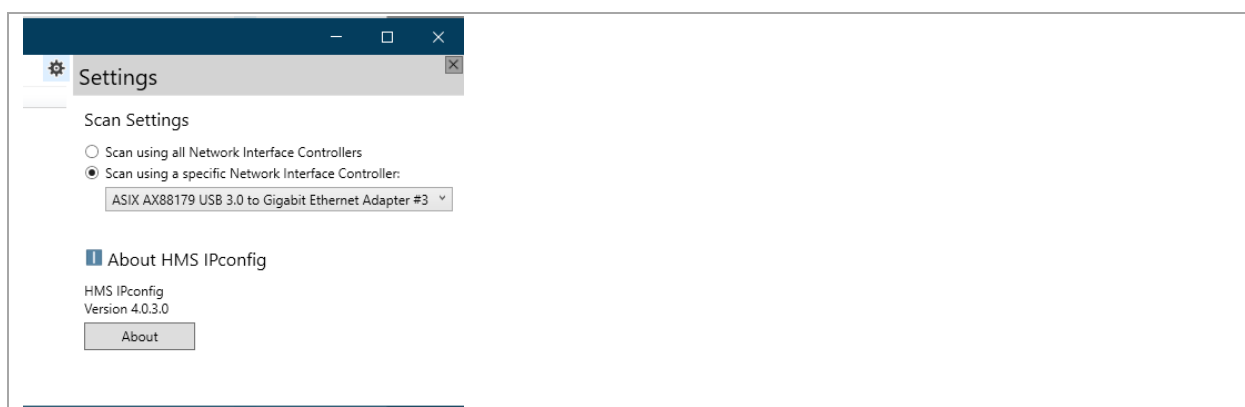 Settings
Scan Settings
Scan using all Network Interface Controllers
Scan using a specific Network Interface Controller:
ASIX AX88179 USB 3.0 to Gigabit Ethernet Adapter #3
About HMS IPconfig
HMS IPconfig
Version 4.0.3.0
About